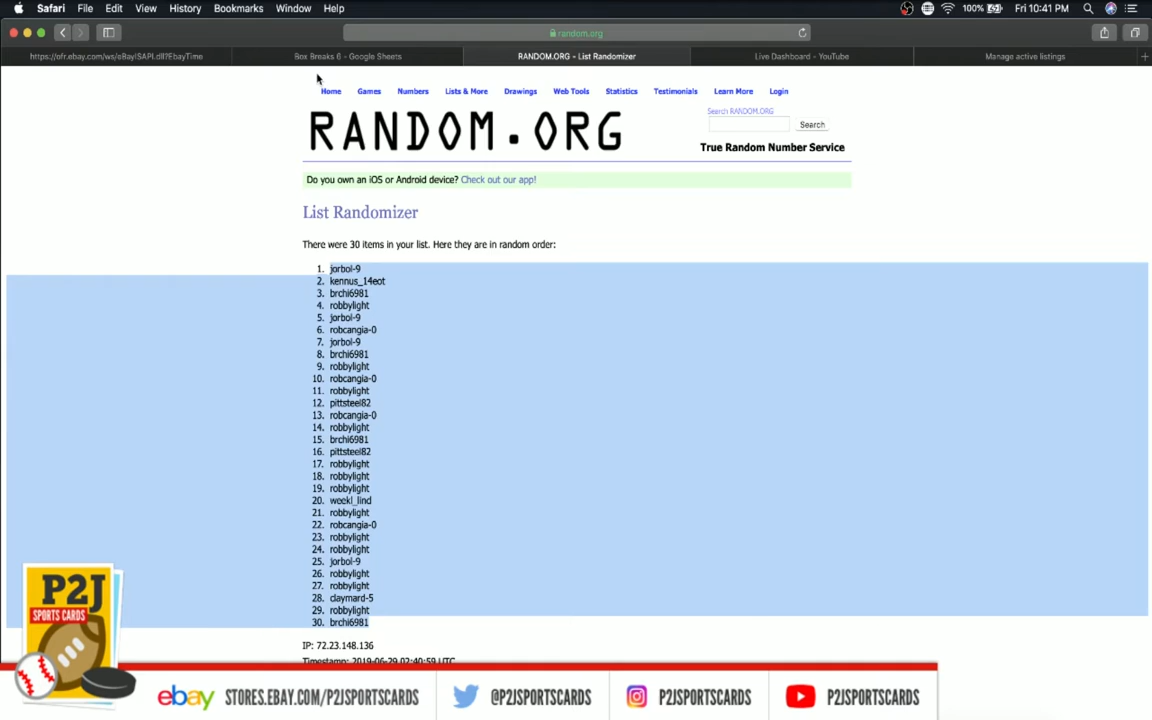 Safari File Edit View History Bookmarks Window Help 100% Fri 10:41 PM
random.org
https://ofr.ebay.com/ws/eBayISAPI.dll?EbayTime Box Breaks 6 - Google Sheets RANDOM.ORG - List Randomizer Live Dashboard - YouTube Manage active listings
Home Games Numbers Lists & More Drawings Web Tools Statistics Testimonials Learn More Login
Search RANDOM.ORG
RANDOM.ORG
Search
True Random Number Service
Do you own an iOS or Android device? Check out our app!
List Randomizer
There were 30 items in your list. Here they are in random order:
1. jorbol-9
2. kennus_14eot
3. brchi6981
4. robbylight
5. jorbol-9
6. robcangia-0
7. jorbol-9
8. brchi6981
9. robbylight
10. robcangia-0
11. robbylight
12. pittsteel82
13. robcangia-0
14. robbylight
15. brchi6981
16. pittsteel82
17. robbylight
18. robbylight
19. robbylight
20. weekl_lind
21. robbylight
22. robcangia-0
23. robbylight
24. robbylight
25. jorbol-9
26. robbylight
27. robbylight
28. claymard-5
29. robbylight
30. brchi6981
IP: 72.23.148.136
Timestamp: 2019-06-29 02:40:59 UTC
P2J
SPORTS CARDS
ebay STORES.EBAY.COM/P2JSPORTSCARDS @P2JSPORTSCARDS P2JSPORTSCARDS P2JSPORTSCARDS